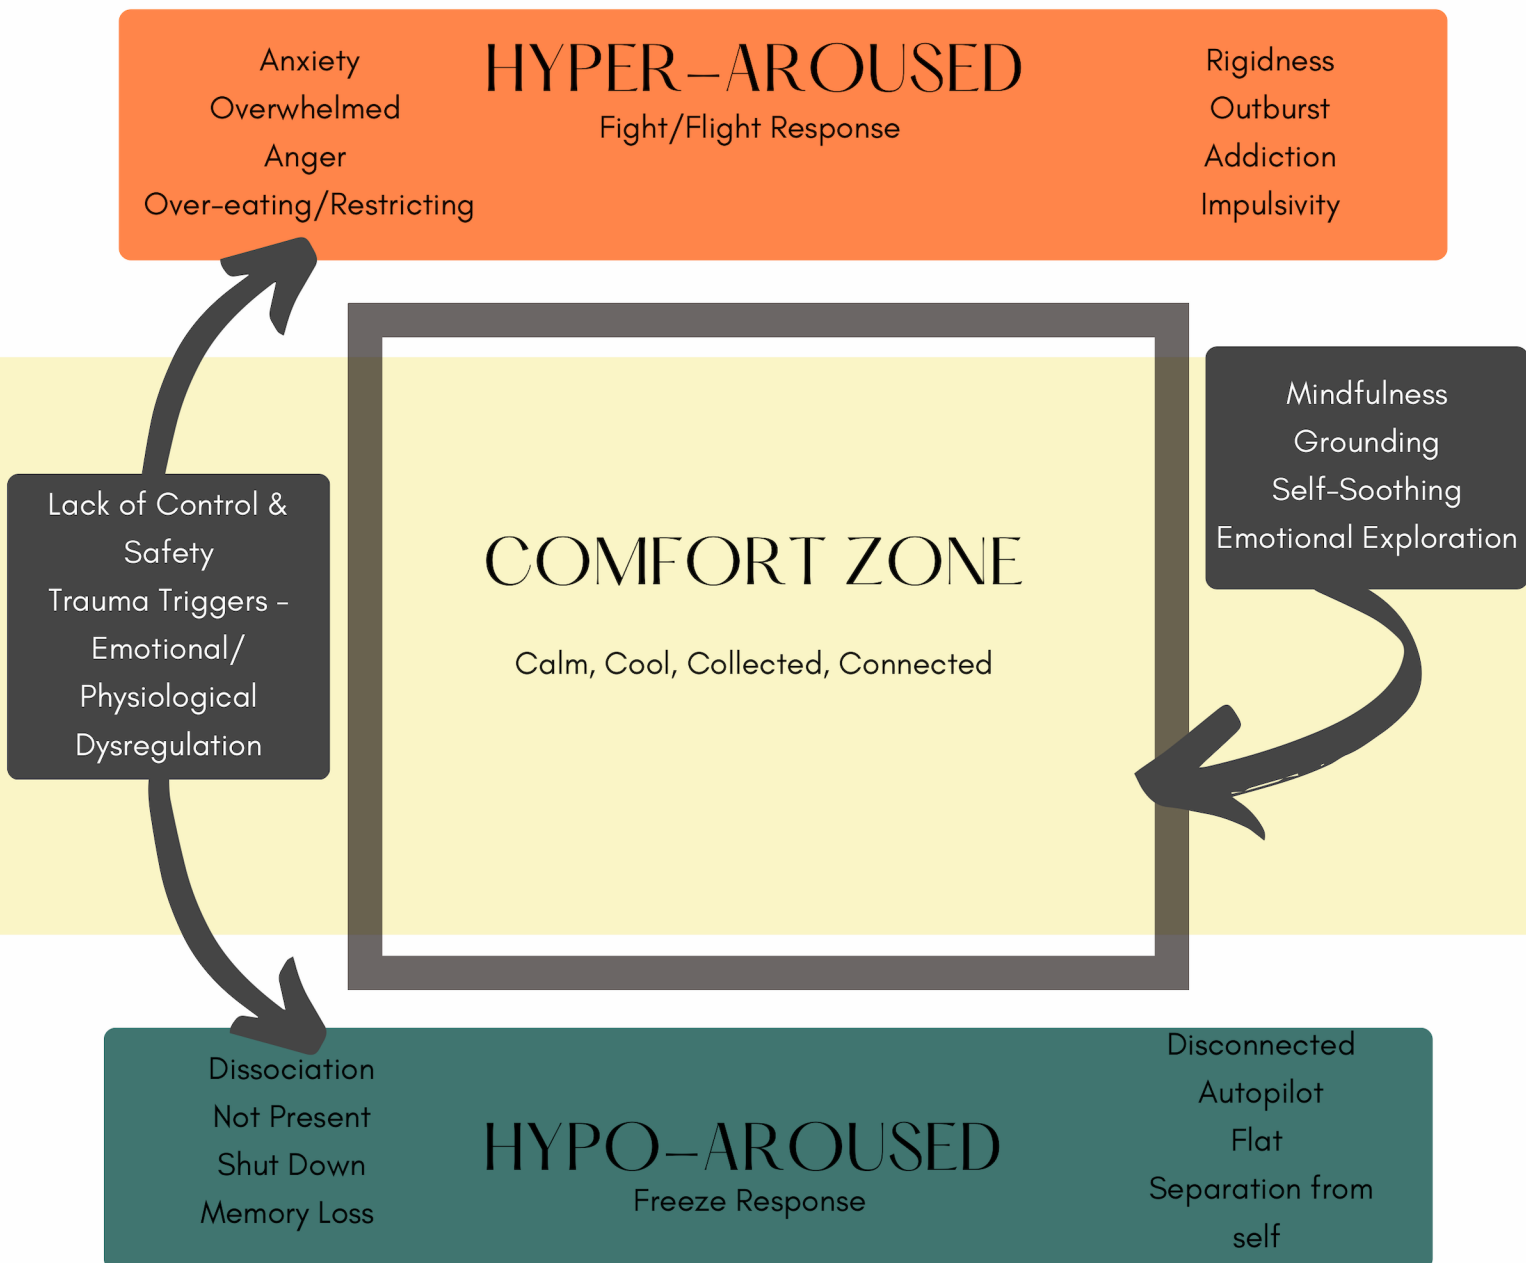 HYPER-AROUSED
Fight/Flight Response
Anxiety
Overwhelmed
Anger
Over-eating/Restricting
Rigidness
Outburst
Addiction
Impulsivity
Lack of Control &
Safety
Trauma Triggers -
Emotional/
Physiological
Dysregulation
COMFORT ZONE
Calm, Cool, Collected, Connected
Mindfulness
Grounding
Self-Soothing
Emotional Exploration
Dissociation
Not Present
Shut Down
Memory Loss
HYPO-AROUSED
Freeze Response
Disconnected
Autopilot
Flat
Separation from
self